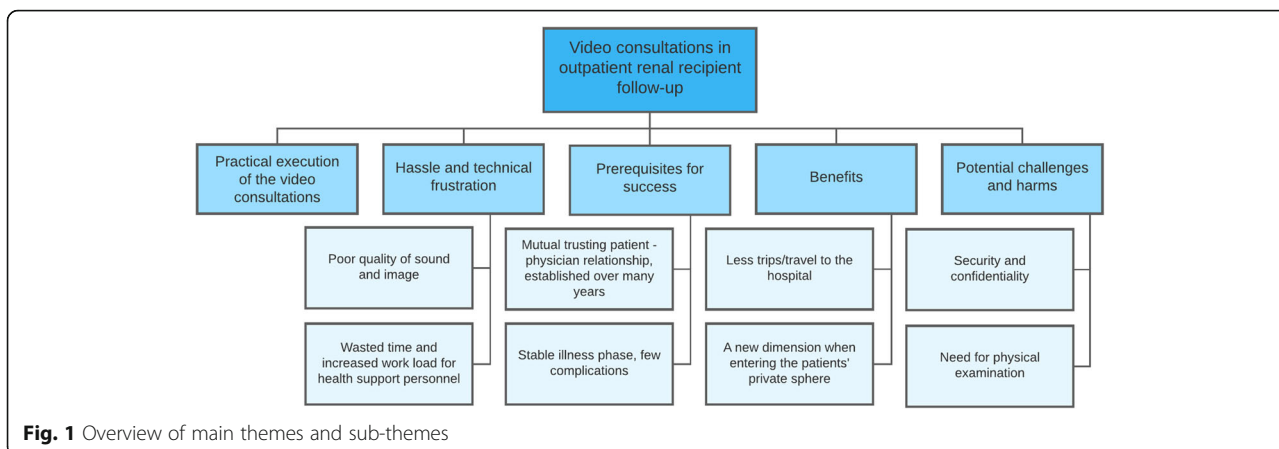 Video consultations in
outpatient renal recipient
follow-up
Practical execution
of the video
consultations
Hassle and technical
frustration
Prerequisites for
success
Benefits
Potential challenges
and harms
Poor quality of sound
and image
Mutual trusting patient -
physician relationship,
established over many
years
Less trips/travel to the
hospital
Security and
confidentiality
Wasted time and
increased work load for
health support personnel
Stable illness phase, few
complications
A new dimension when
entering the patients'
private sphere
Need for physical
examination
Fig. 1 Overview of main themes and sub-themes